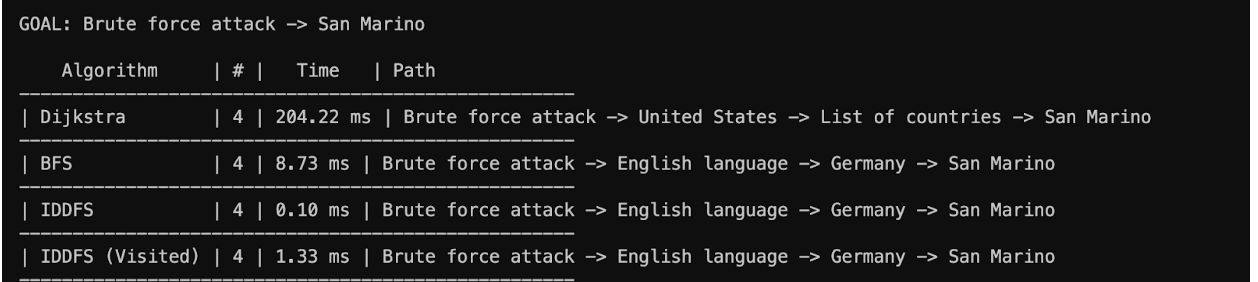 GOAL: Brute force attack -> San Marino
Algorithm | # | Time | Path
----------------------------------------------------
| Dijkstra | 4 | 204.22 ms | Brute force attack -> United States -> List of countries -> San Marino
----------------------------------------------------
| BFS | 4 | 8.73 ms | Brute force attack -> English language -> Germany -> San Marino
----------------------------------------------------
| IDDFS | 4 | 0.10 ms | Brute force attack -> English language -> Germany -> San Marino
----------------------------------------------------
| IDDFS (Visited) | 4 | 1.33 ms | Brute force attack -> English language -> Germany -> San Marino
----------------------------------------------------